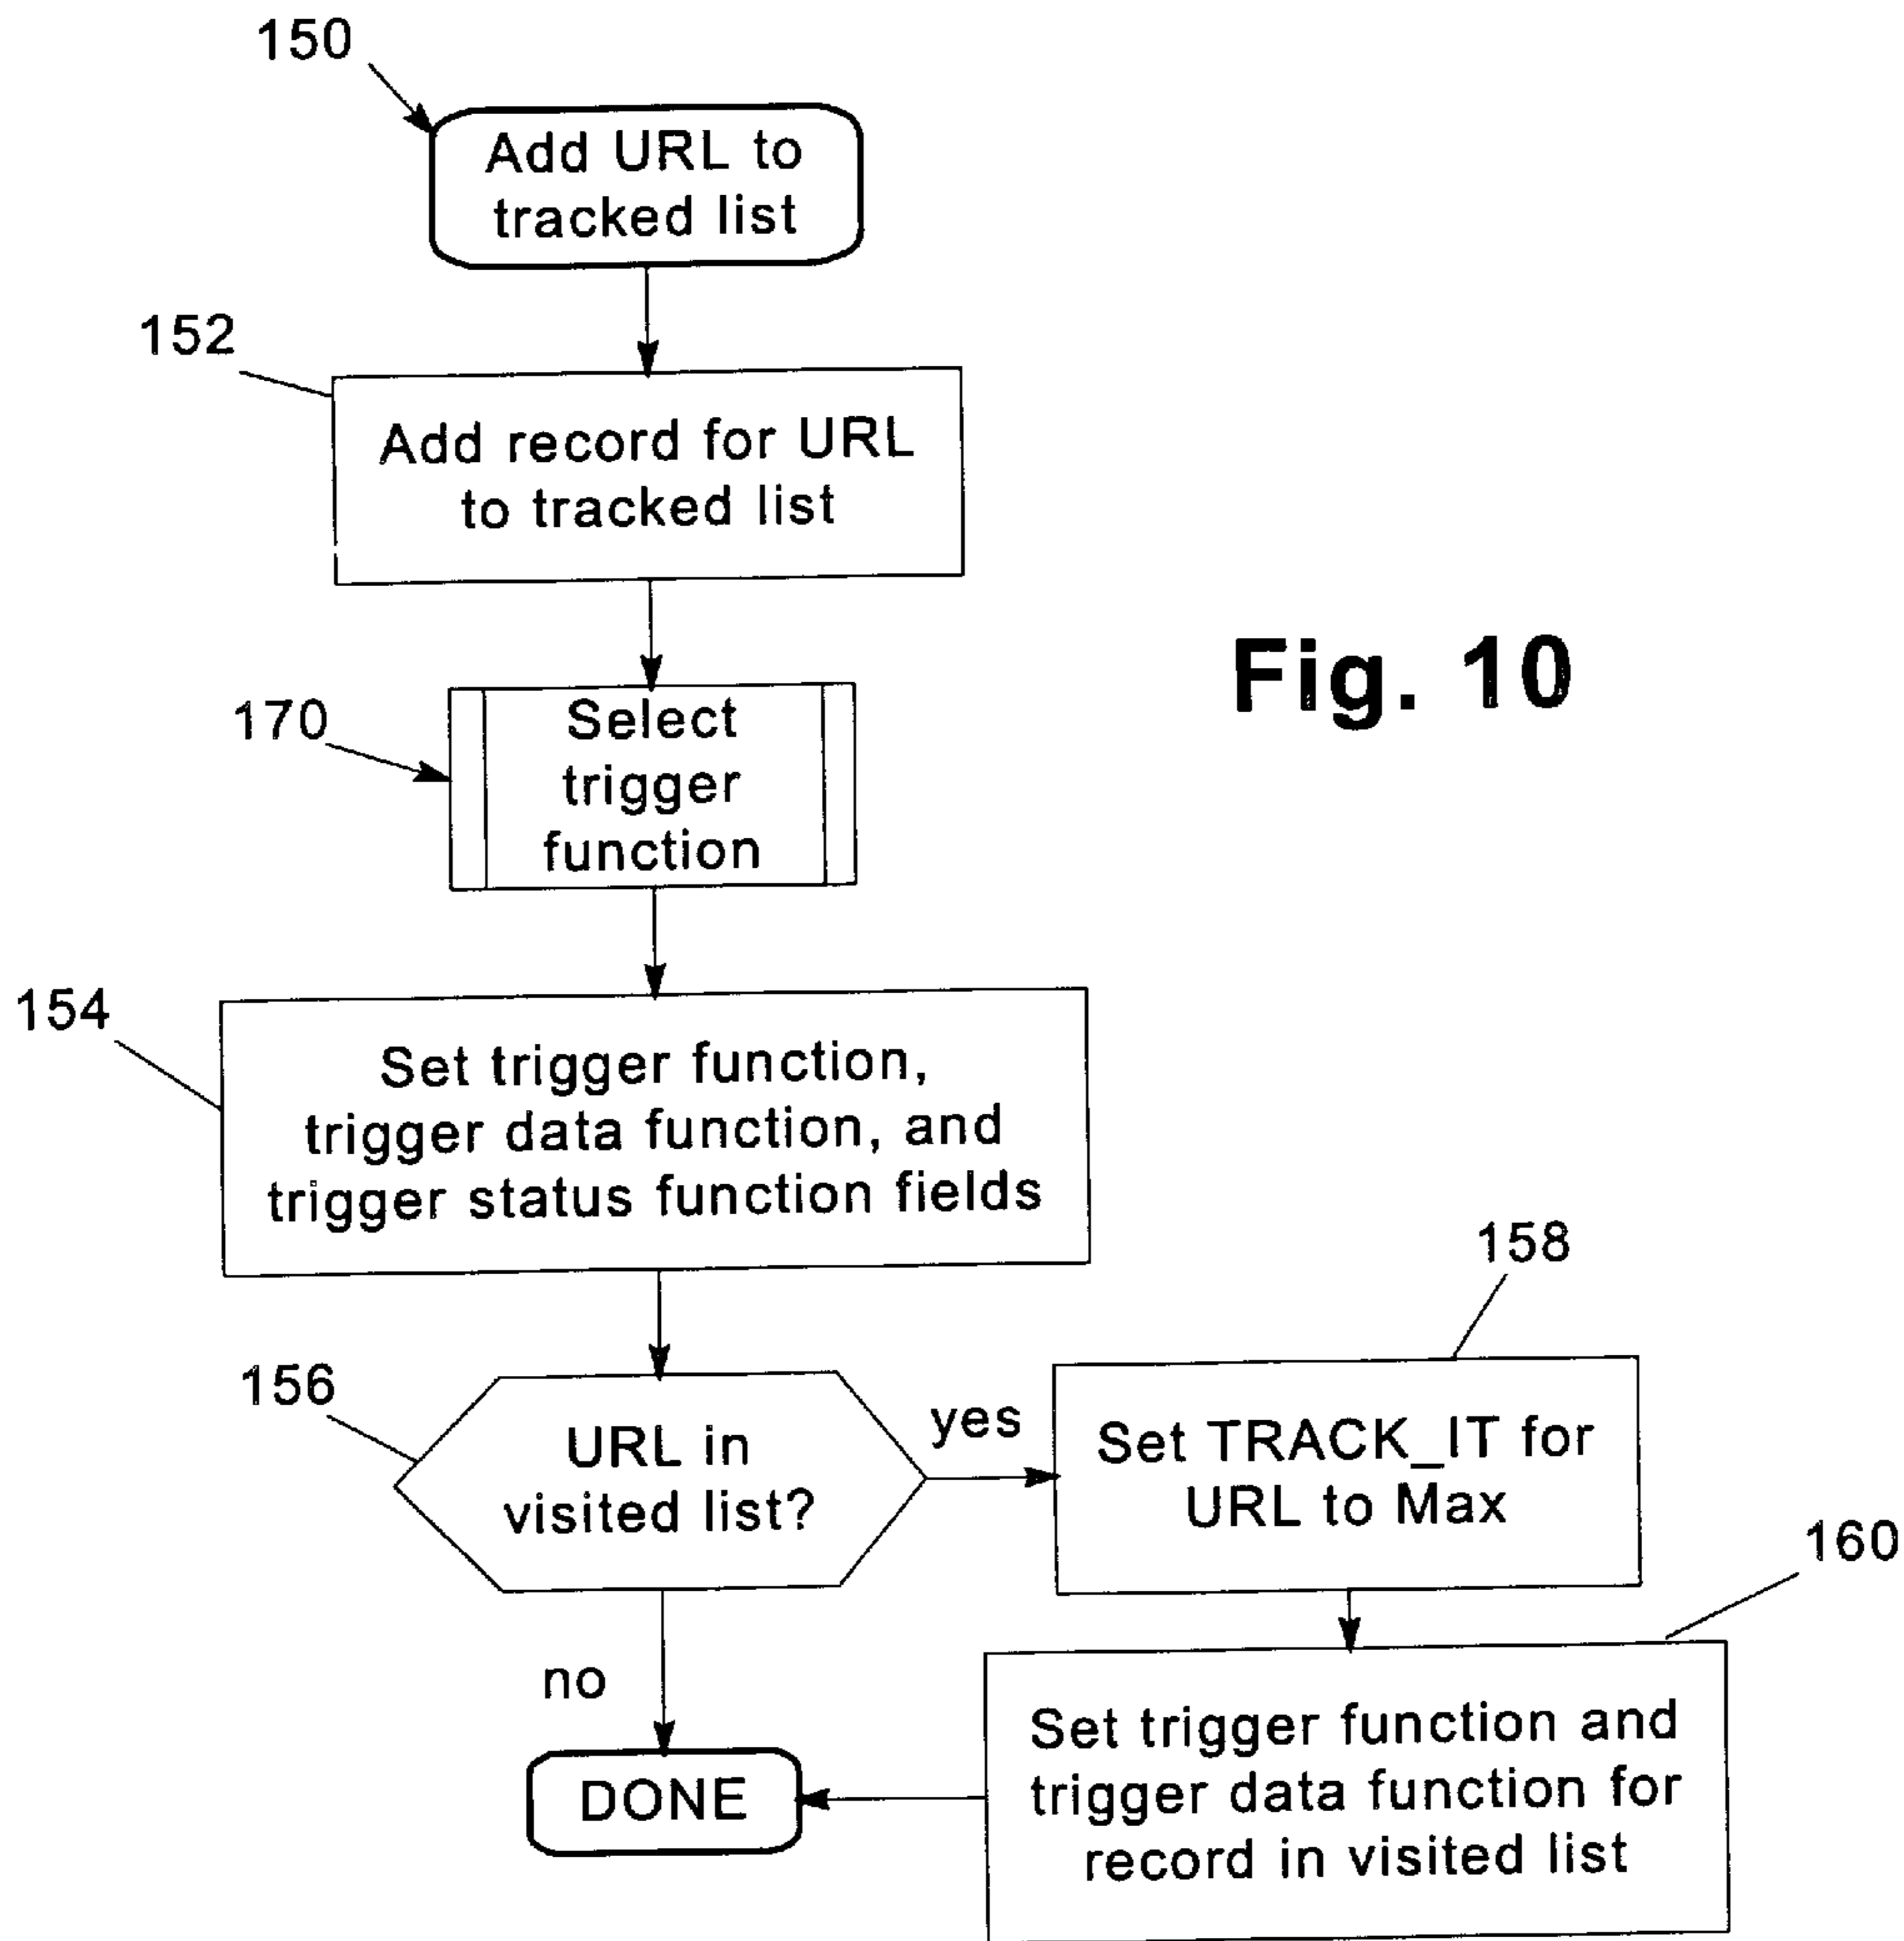 150
Add URL to
tracked list
152
Add record for URL
to tracked list
Fig. 10
170
Select
trigger
function
154
Set trigger function,
trigger data function, and
trigger status function fields
158
156
URL in
visited list?
yes
Set TRACK_IT for
URL to Max
160
no
DONE
Set trigger function and
trigger data function for
record in visited list